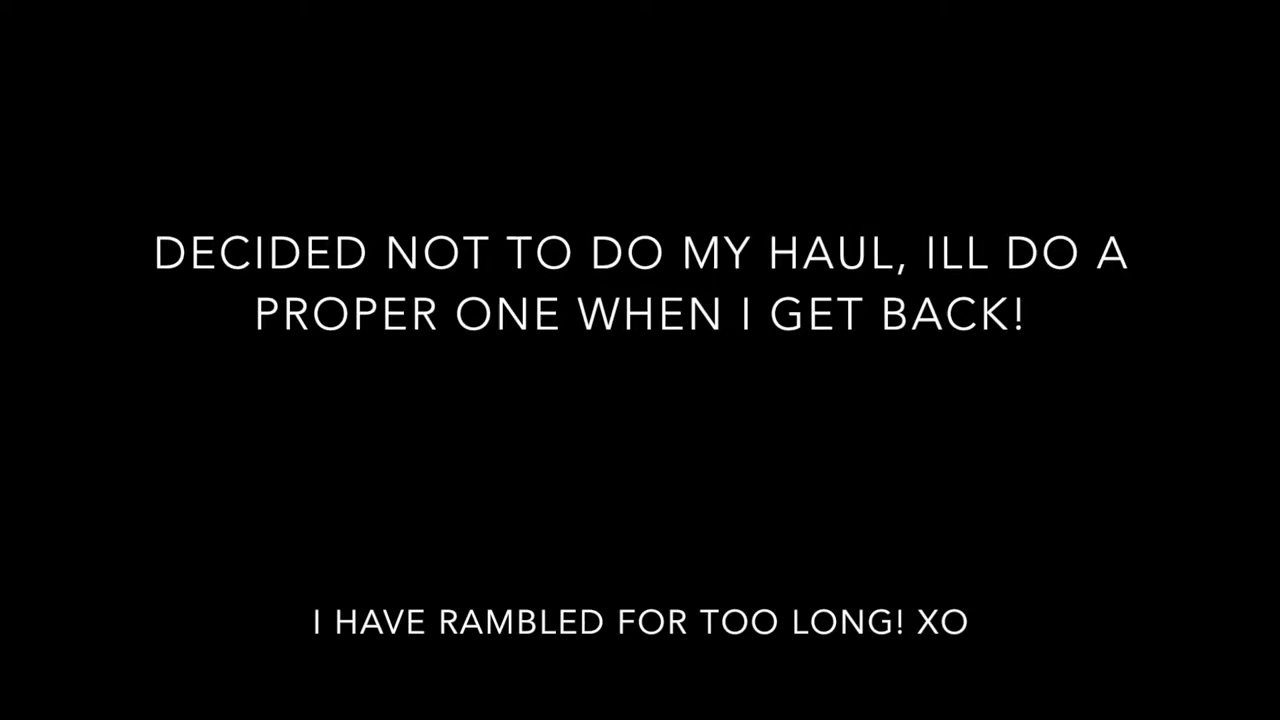 DECIDED NOT TO DO MY HAUL, ILL DO A
PROPER ONE WHEN I GET BACK!
I HAVE RAMBLED FOR TOO LONG! XO